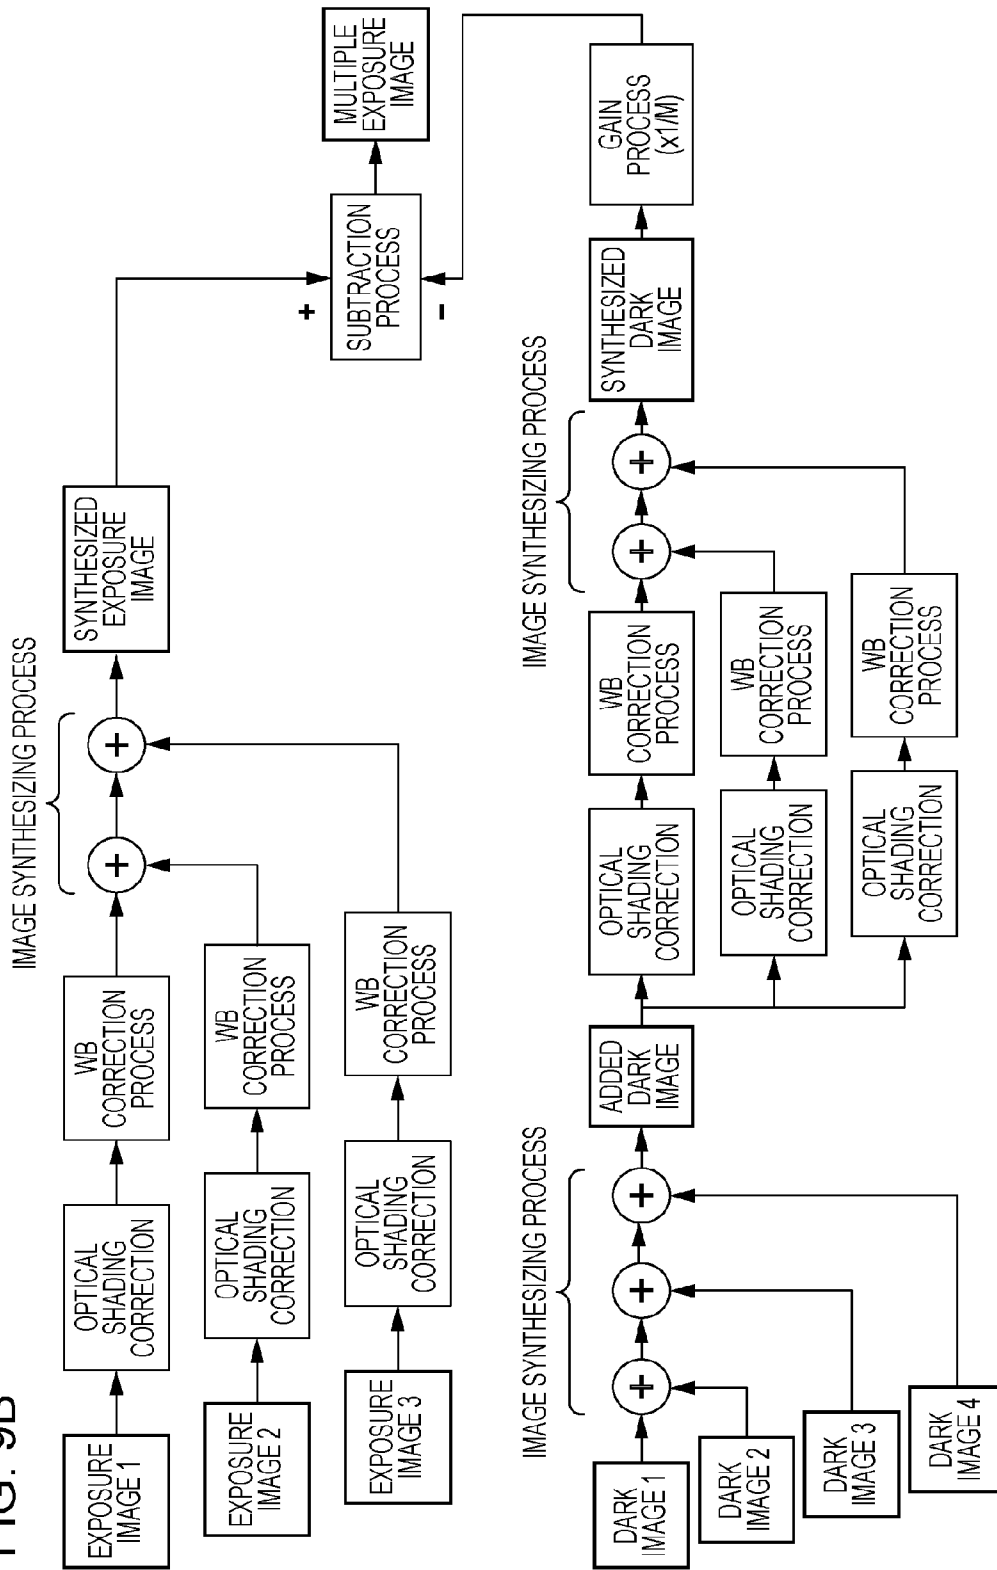 FIG. 9B
EXPOSURE
IMAGE 1
OPTICAL
SHADING
CORRECTION
WB
CORRECTION
PROCESS
IMAGE SYNTHESIZING PROCESS
+
+
SYNTHESIZED
EXPOSURE
IMAGE
EXPOSURE
IMAGE 2
OPTICAL
SHADING
CORRECTION
WB
CORRECTION
PROCESS
EXPOSURE
IMAGE 3
OPTICAL
SHADING
CORRECTION
WB
CORRECTION
PROCESS
+
SUBTRACTION
PROCESS
−
MULTIPLE
EXPOSURE
IMAGE
DARK
IMAGE 1
DARK
IMAGE 2
DARK
IMAGE 3
DARK
IMAGE 4
IMAGE SYNTHESIZING PROCESS
+
+
+
ADDED
DARK
IMAGE
OPTICAL
SHADING
CORRECTION
WB
CORRECTION
PROCESS
OPTICAL
SHADING
CORRECTION
WB
CORRECTION
PROCESS
OPTICAL
SHADING
CORRECTION
WB
CORRECTION
PROCESS
IMAGE SYNTHESIZING PROCESS
+
+
SYNTHESIZED
DARK
IMAGE
GAIN
PROCESS
(x1/M)